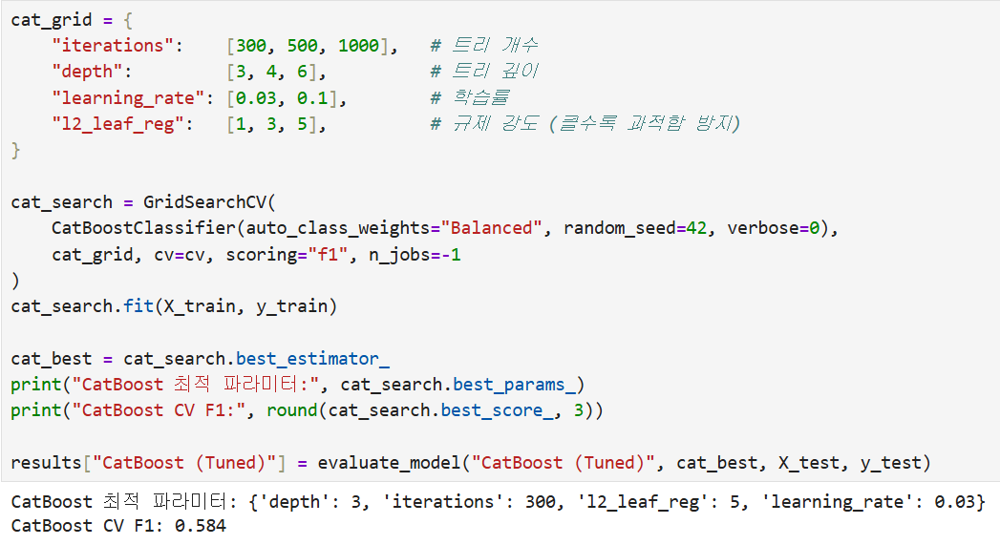 cat_grid = {
    "iterations":    [300, 500, 1000],   # 트리 개수
    "depth":         [3, 4, 6],          # 트리 깊이
    "learning_rate": [0.03, 0.1],        # 학습률
    "l2_leaf_reg":   [1, 3, 5],          # 규제 강도 (클수록 과적합 방지)
}

cat_search = GridSearchCV(
    CatBoostClassifier(auto_class_weights="Balanced", random_seed=42, verbose=0),
    cat_grid, cv=cv, scoring="f1", n_jobs=-1
)
cat_search.fit(X_train, y_train)

cat_best = cat_search.best_estimator_
print("CatBoost 최적 파라미터:", cat_search.best_params_)
print("CatBoost CV F1:", round(cat_search.best_score_, 3))

results["CatBoost (Tuned)"] = evaluate_model("CatBoost (Tuned)", cat_best, X_test, y_test)
CatBoost 최적 파라미터: {'depth': 3, 'iterations': 300, 'l2_leaf_reg': 5, 'learning_rate': 0.03}
CatBoost CV F1: 0.584